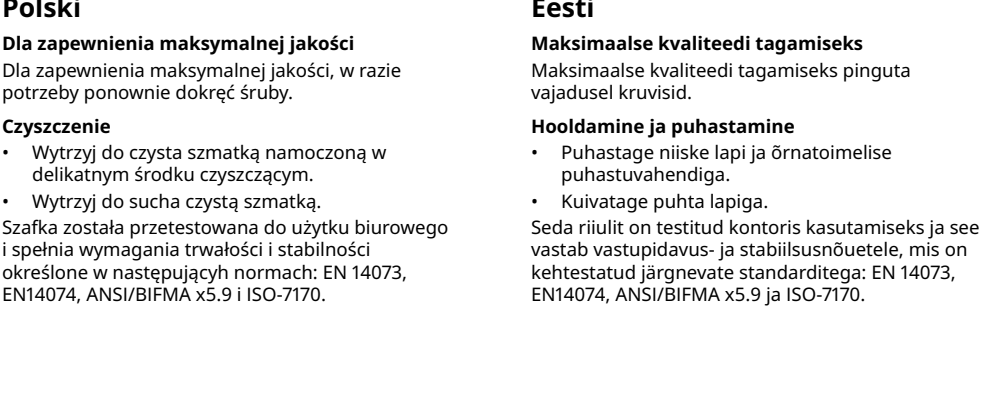 Polski
Dla zapewnienia maksymalnej jakości
Dla zapewnienia maksymalnej jakości, w razie
potrzeby ponownie dokręć śruby.
Czyszczenie
• Wytrzyj do czysta szmatką namoczoną w
delikatnym środku czyszczącym.
• Wytrzyj do sucha czystą szmatką.
Szafka została przetestowana do użytku biurowego
i spełnia wymagania trwałości i stabilności
określone w następującyh normach: EN 14073,
EN14074, ANSI/BIFMA x5.9 i ISO-7170.
Eesti
Maksimaalse kvaliteedi tagamiseks
Maksimaalse kvaliteedi tagamiseks pinguta
vajadusel kruvisid.
Hooldamine ja puhastamine
• Puhastage niiske lapi ja õrnatoimelise
puhastuvahendiga.
• Kuivatage puhta lapiga.
Seda riiulit on testitud kontoris kasutamiseks ja see
vastab vastupidavus- ja stabiilsusnõuetele, mis on
kehtestatud järgnevate standarditega: EN 14073,
EN14074, ANSI/BIFMA x5.9 ja ISO-7170.